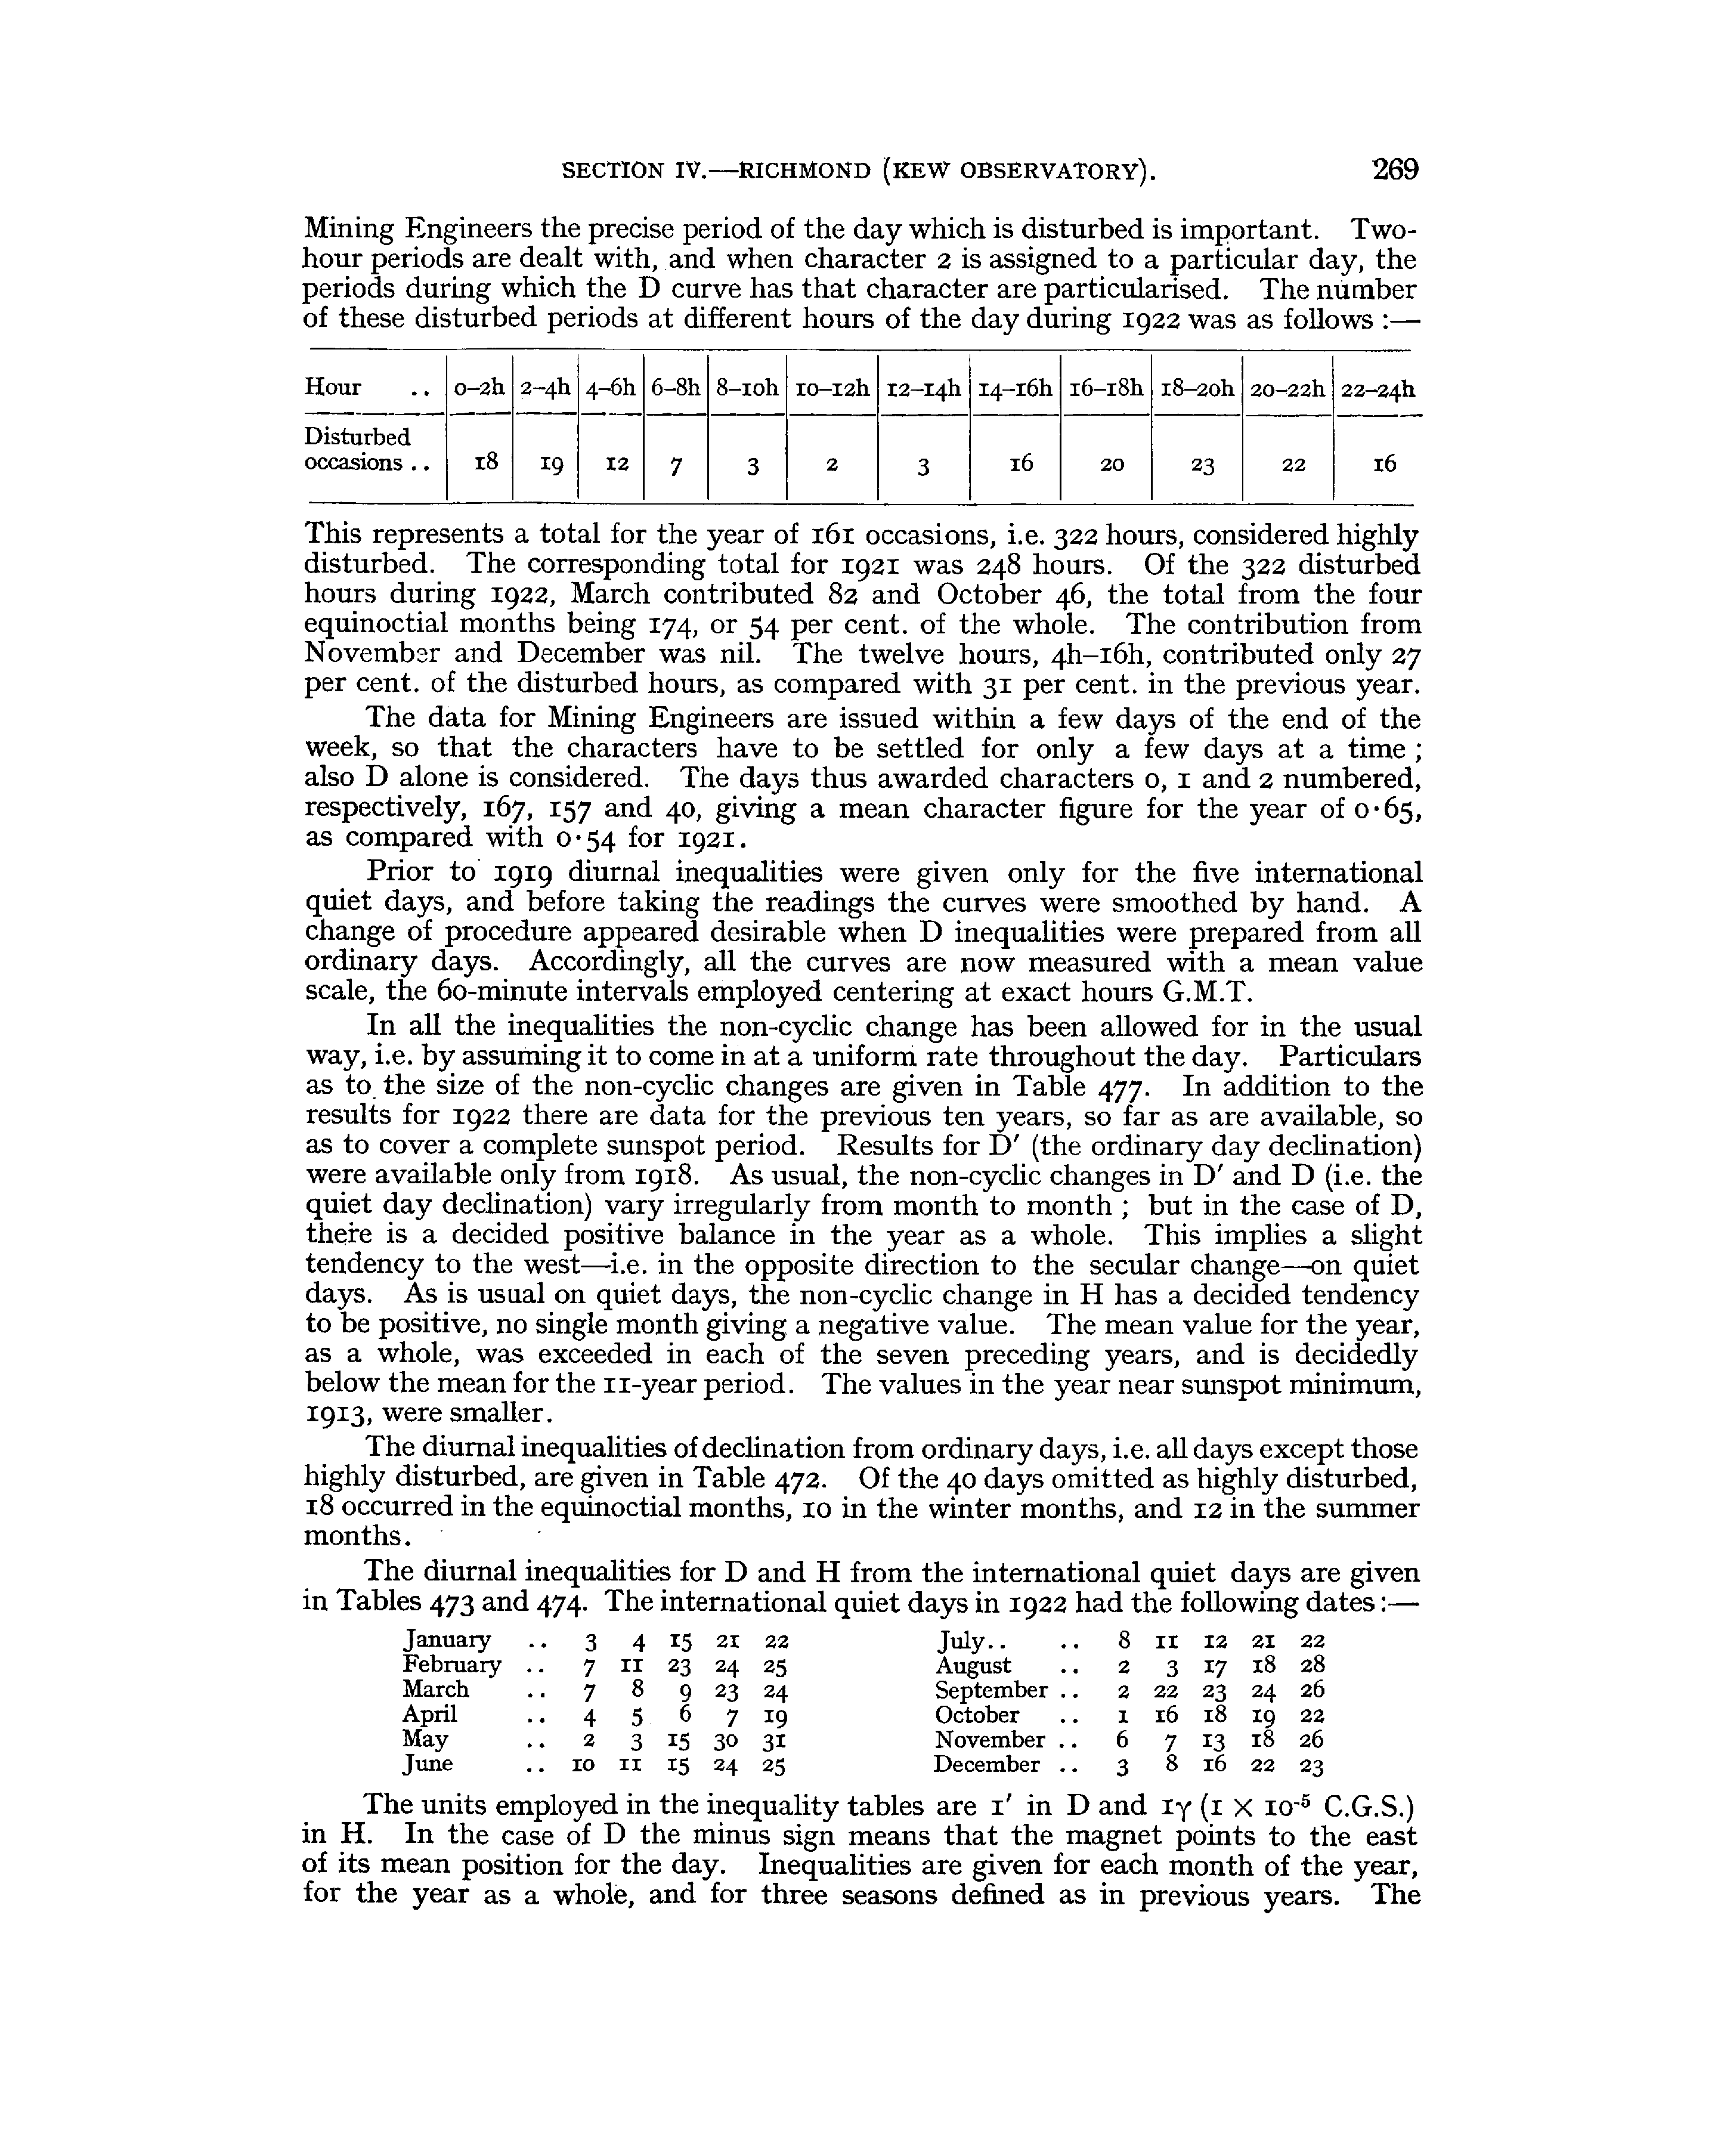 SECTION IV.—RICHMOND (KEW OBSERVATORY). 269
Mining Engineers the precise period of the day which is disturbed is important. Two-
hour periods are dealt with, and when character 2 is assigned to a particular day, the
periods during which the D curve has that character are particularised. The number
of these disturbed periods at different hours of the day during 1922 was as follows :—
Hour .. 0-2h 2-4h 4-6h 6-8h 8-10h 10-12h 12-14h 14-16h 16-18h 18-20h 20-22h 22-24h
Disturbed
occasions .. 18 19 12 7 3 2 3 16 20 23 22 16
This represents a total for the year of 161 occasions, i.e. 322 hours, considered highly
disturbed. The corresponding total for 1921 was 248 hours. Of the 322 disturbed
hours during 1922, March contributed 82 and October 46, the total from the four
equinoctial months being 174, or 54 per cent. of the whole. The contribution from
November and December was nil. The twelve hours, 4h-16h, contributed only 27
per cent. of the disturbed hours, as compared with 31 per cent. in the previous year.
The data for Mining Engineers are issued within a few days of the end of the
week, so that the characters have to be settled for only a few days at a time ;
also D alone is considered. The days thus awarded characters 0, 1 and 2 numbered,
respectively, 167, 157 and 40, giving a mean character figure for the year of 0·65,
as compared with 0·54 for 1921.
Prior to 1919 diurnal inequalities were given only for the five international
quiet days, and before taking the readings the curves were smoothed by hand. A
change of procedure appeared desirable when D inequalities were prepared from all
ordinary days. Accordingly, all the curves are now measured with a mean value
scale, the 60-minute intervals employed centering at exact hours G.M.T.
In all the inequalities the non-cyclic change has been allowed for in the usual
way, i.e. by assuming it to come in at a uniform rate throughout the day. Particulars
as to the size of the non-cyclic changes are given in Table 477. In addition to the
results for 1922 there are data for the previous ten years, so far as are available, so
as to cover a complete sunspot period. Results for D' (the ordinary day declination)
were available only from 1918. As usual, the non-cyclic changes in D' and D (i.e. the
quiet day declination) vary irregularly from month to month ; but in the case of D,
there is a decided positive balance in the year as a whole. This implies a slight
tendency to the west—i.e. in the opposite direction to the secular change—on quiet
days. As is usual on quiet days, the non-cyclic change in H has a decided tendency
to be positive, no single month giving a negative value. The mean value for the year,
as a whole, was exceeded in each of the seven preceding years, and is decidedly
below the mean for the 11-year period. The values in the year near sunspot minimum,
1913, were smaller.
The diurnal inequalities of declination from ordinary days, i.e. all days except those
highly disturbed, are given in Table 472. Of the 40 days omitted as highly disturbed,
18 occurred in the equinoctial months, 10 in the winter months, and 12 in the summer
months.
The diurnal inequalities for D and H from the international quiet days are given
in Tables 473 and 474. The international quiet days in 1922 had the following dates:—
January .. 3 4 15 21 22 July.. .. 8 11 12 21 22
February .. 7 11 23 24 25 August .. 2 3 17 18 28
March .. 7 8 9 23 24 September .. 2 22 23 24 26
April .. 4 5 6 7 19 October .. 1 16 18 19 22
May .. 2 3 15 30 31 November .. 6 7 13 18 26
June .. 10 11 15 24 25 December .. 3 8 16 22 23
The units employed in the inequality tables are 1' in D and 1γ (1 × 10⁻⁵ C.G.S.)
in H. In the case of D the minus sign means that the magnet points to the east
of its mean position for the day. Inequalities are given for each month of the year,
for the year as a whole, and for three seasons defined as in previous years. The